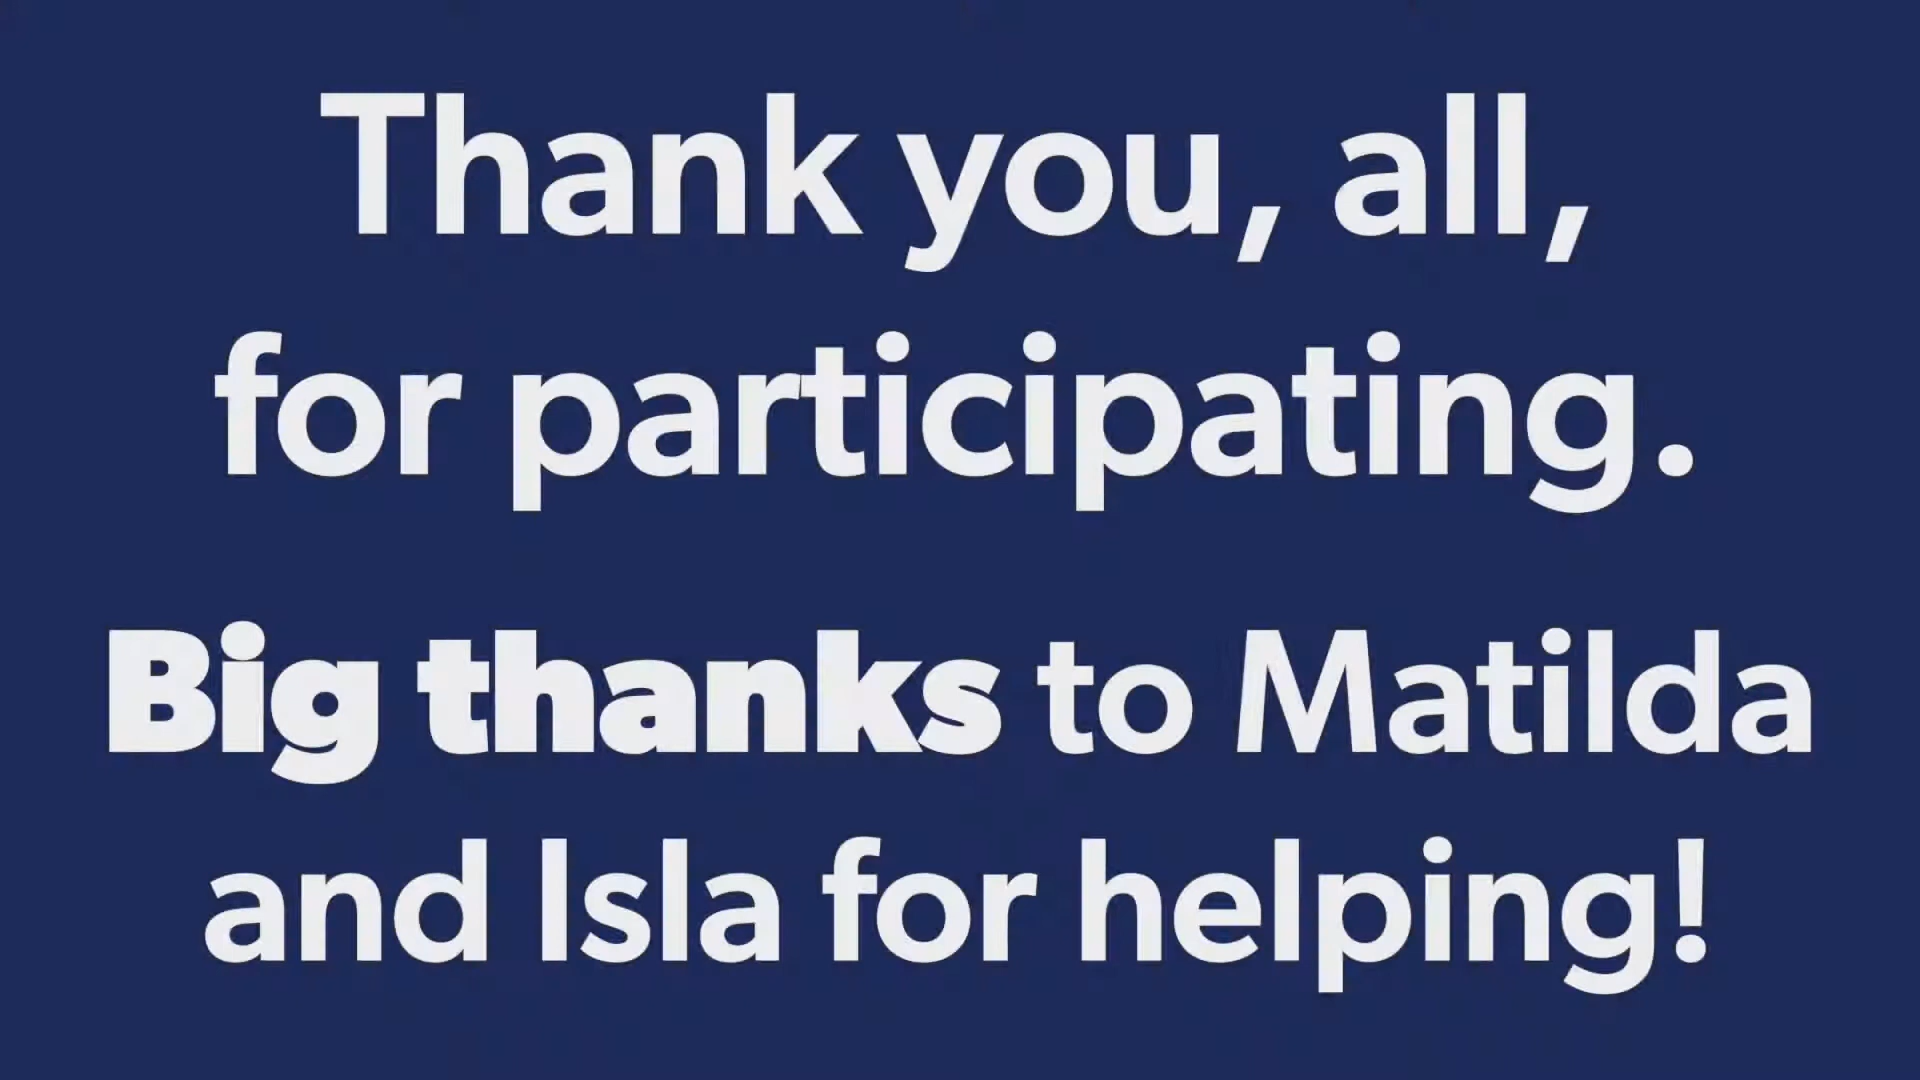 Thank you, all,
for participating.
Big thanks to Matilda
and Isla for helping!